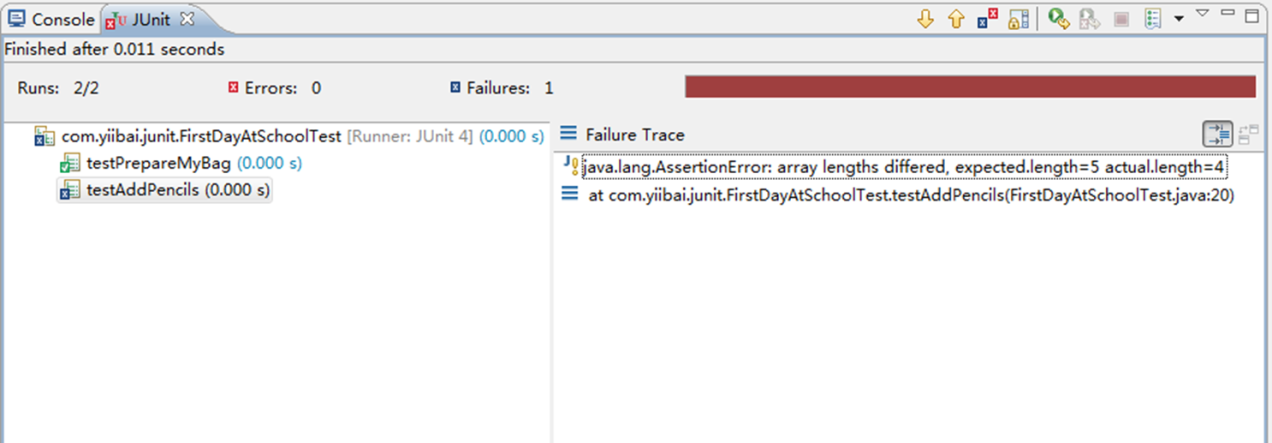 Console JUnit
Finished after 0.011 seconds
Runs: 2/2 Errors: 0 Failures: 1
com.yiibai.junit.FirstDayAtSchoolTest [Runner: JUnit 4] (0.000 s)
testPrepareMyBag (0.000 s)
testAddPencils (0.000 s)
Failure Trace
java.lang.AssertionError: array lengths differed, expected.length=5 actual.length=4
at com.yiibai.junit.FirstDayAtSchoolTest.testAddPencils(FirstDayAtSchoolTest.java:20)